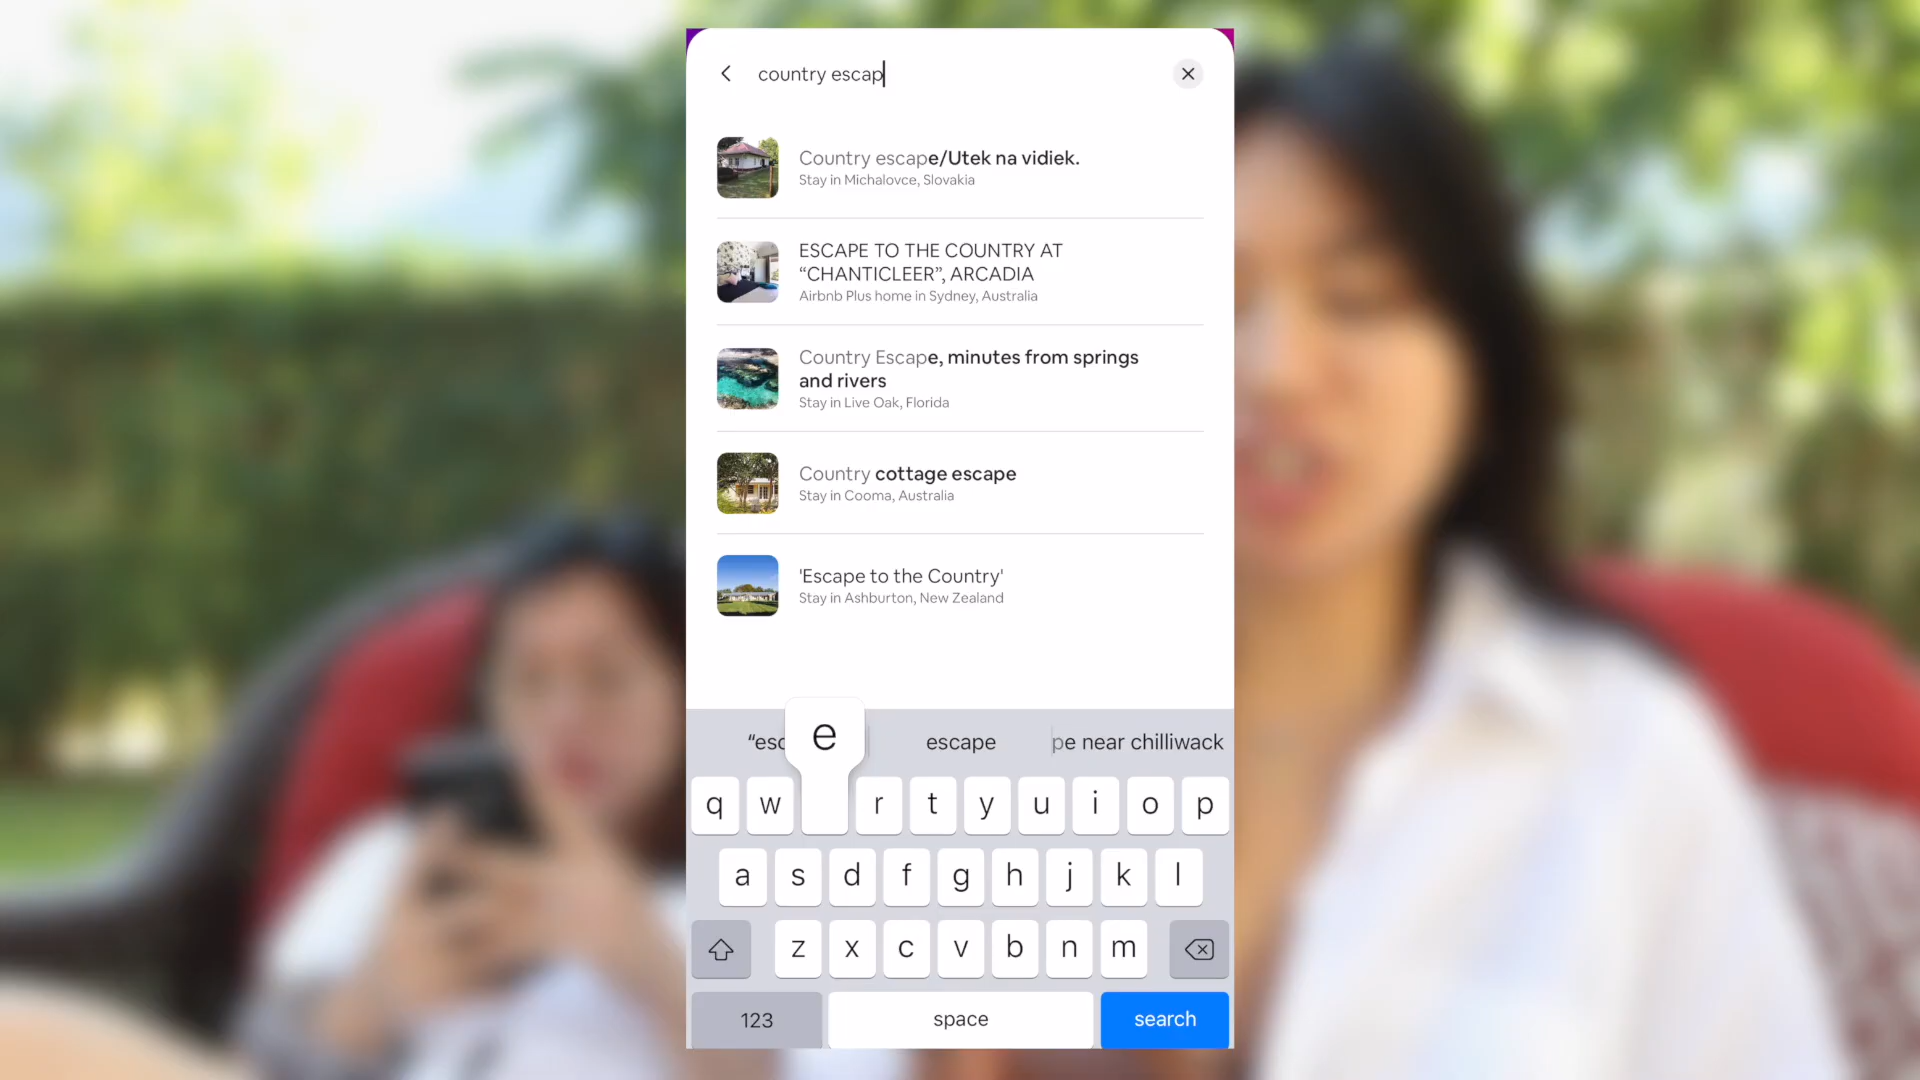 country escap
Country escape/Utek na vidiek.
Stay in Michalovce, Slovakia
ESCAPE TO THE COUNTRY AT
“CHANTICLEER”, ARCADIA
Airbnb Plus home in Sydney, Australia
Country Escape, minutes from springs
and rivers
Stay in Live Oak, Florida
Country cottage escape
Stay in Cooma, Australia
'Escape to the Country'
Stay in Ashburton, New Zealand
“esc e escape pe near chilliwack
q w r t y u i o p
a s d f g h j k l
z x c v b n m
123 space search